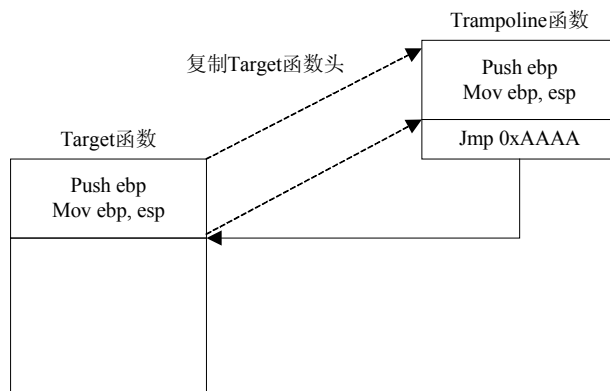 Trampoline函数
复制Target函数头
Push ebp
Mov ebp, esp
Jmp 0xAAAA
Target函数
Push ebp
Mov ebp, esp